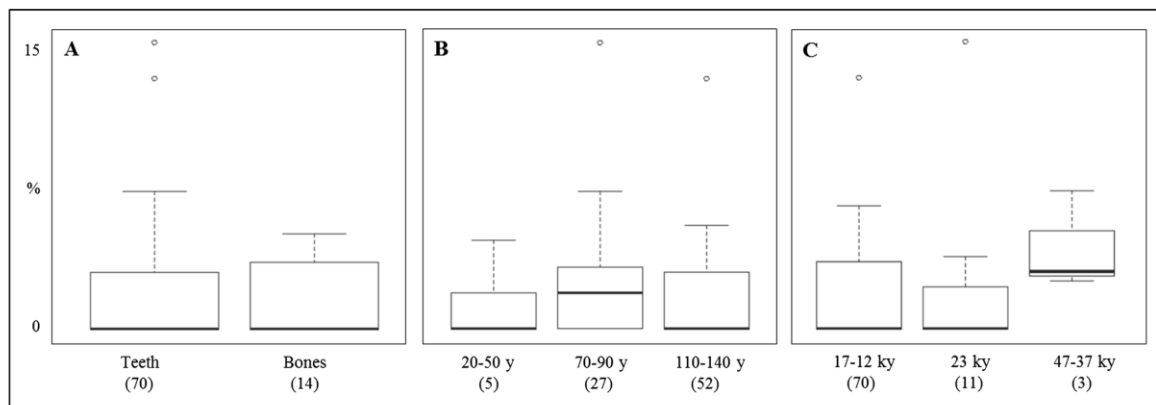 A
B
C
15
%
0
Teeth
(70)
Bones
(14)
20-50 y
(5)
70-90 y
(27)
110-140 y
(52)
17-12 ky
(70)
23 ky
(11)
47-37 ky
(3)